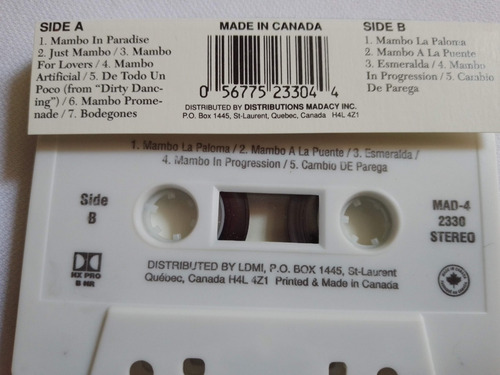 SIDE A
1. Mambo In Paradise
2. Just Mambo / 3. Mambo
For Lovers / 4. Mambo
Artificial / 5. De Todo Un
Poco (from "Dirty Danc-
ing") / 6. Mambo Prome-
nade / 7. Bodegones
MADE IN CANADA
0 56775 23304 4
DISTRIBUTED BY DISTRIBUTIONS MADACY INC.
P.O. Box 1445, St-Laurent, Quebec, Canada H4L 4Z1
SIDE B
1. Mambo La Paloma
2. Mambo A La Puente /
3. Esmeralda / 4. Mambo
In Progression / 5. Cambio
De Parega
1. Mambo La Paloma / 2. Mambo A La Puente / 3. Esmeralda /
4. Mambo In Progression / 5. Cambio DE Parega
Side
B
MAD-4
2330
STEREO
HX PRO
B NR
DISTRIBUTED BY LDMI, P.O. BOX 1445, St-Laurent
Québec, Canada H4L 4Z1 Printed & Made in Canada